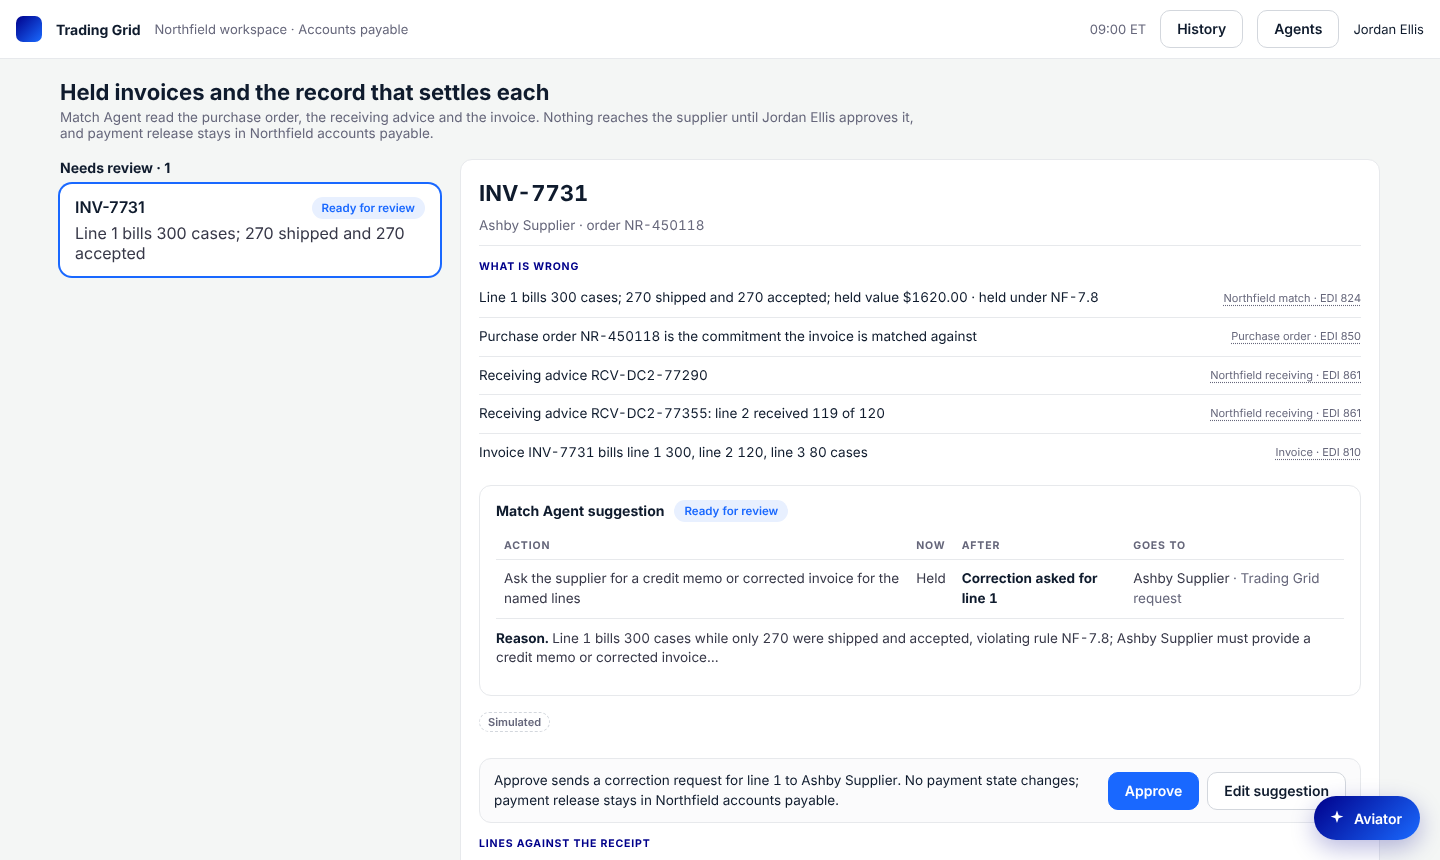 Trading Grid
Northfield workspace · Accounts payable
09:00 ET
History
Agents
Jordan Ellis
Held invoices and the record that settles each
Match Agent read the purchase order, the receiving advice and the invoice. Nothing reaches the supplier until Jordan Ellis approves it,
and payment release stays in Northfield accounts payable.
Needs review · 1
INV-7731
Ready for review
Line 1 bills 300 cases; 270 shipped and 270
accepted
INV-7731
Ashby Supplier · order NR-450118
WHAT IS WRONG
Line 1 bills 300 cases; 270 shipped and 270 accepted; held value $1620.00 · held under NF-7.8
Northfield match · EDI 824
Purchase order NR-450118 is the commitment the invoice is matched against
Purchase order · EDI 850
Receiving advice RCV-DC2-77290
Northfield receiving · EDI 861
Receiving advice RCV-DC2-77355: line 2 received 119 of 120
Northfield receiving · EDI 861
Invoice INV-7731 bills line 1 300, line 2 120, line 3 80 cases
Invoice · EDI 810
Match Agent suggestion
Ready for review
ACTION
NOW
AFTER
GOES TO
Ask the supplier for a credit memo or corrected invoice for the
named lines
Held
Correction asked for
line 1
Ashby Supplier · Trading Grid
request
Reason. Line 1 bills 300 cases while only 270 were shipped and accepted, violating rule NF-7.8; Ashby Supplier must provide a
credit memo or corrected invoice...
Simulated
Approve sends a correction request for line 1 to Ashby Supplier. No payment state changes;
payment release stays in Northfield accounts payable.
Approve
Edit suggestion
Aviator
LINES AGAINST THE RECEIPT